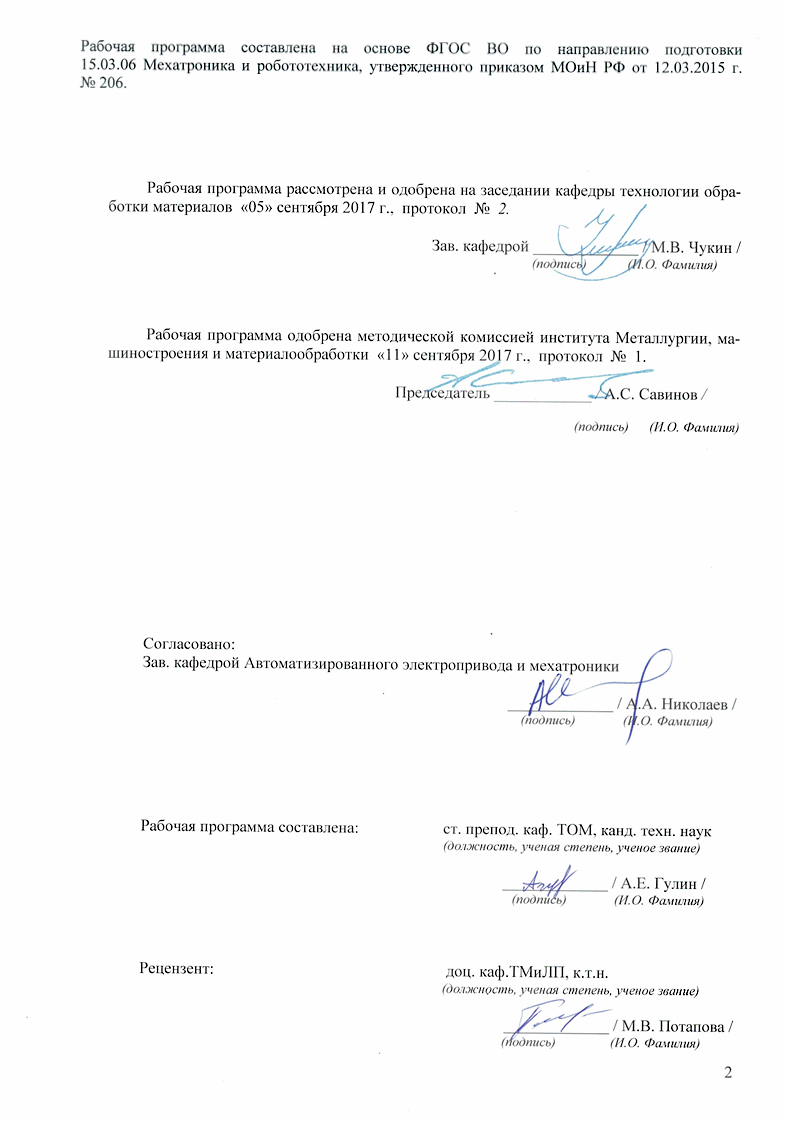 Рабочая программа составлена на основе ФГОС ВО по направлению подготовки
15.03.06 Мехатроника и робототехника, утвержденного приказом МОиН РФ от 12.03.2015 г.
№ 206.
Рабочая программа рассмотрена и одобрена на заседании кафедры технологии обра-
ботки материалов «05» сентября 2017 г., протокол № 2.
Зав. кафедрой _____________ / М.В. Чукин /
(подпись) (И.О. Фамилия)
Рабочая программа одобрена методической комиссией института Металлургии, ма-
шиностроения и материалообработки «11» сентября 2017 г., протокол № 1.
Председатель ____________ / А.С. Савинов /
(подпись) (И.О. Фамилия)
Согласовано:
Зав. кафедрой Автоматизированного электропривода и мехатроники
_____________ / А.А. Николаев /
(подпись) (И.О. Фамилия)
Рабочая программа составлена: ст. препод. каф. ТОМ, канд. техн. наук
(должность, ученая степень, ученое звание)
_____________ / А.Е. Гулин /
(подпись) (И.О. Фамилия)
Рецензент: доц. каф.ТМиЛП, к.т.н.
(должность, ученая степень, ученое звание)
_____________ / М.В. Потапова /
(подпись) (И.О. Фамилия)
2